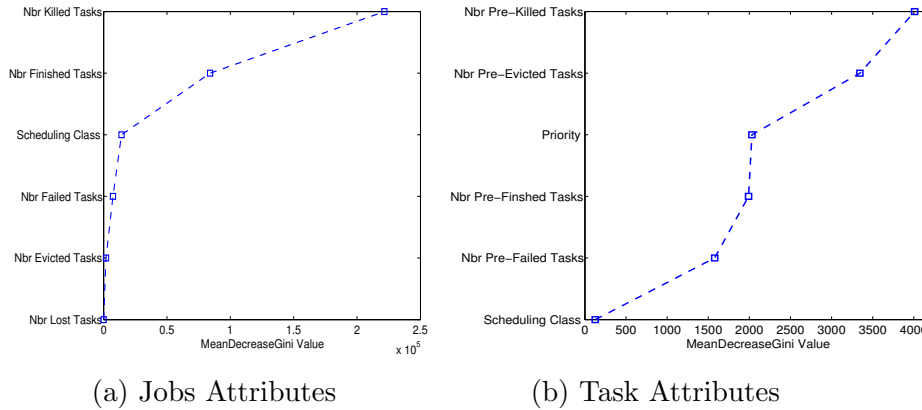 Nbr Killed Tasks
Nbr Finished Tasks
Scheduling Class
Nbr Failed Tasks
Nbr Evicted Tasks
Nbr Lost Tasks
0 0.5 1 1.5 2 2.5
MeanDecreaseGini Value
x 10^5
(a) Jobs Attributes
Nbr Pre-Killed Tasks
Nbr Pre-Evicted Tasks
Priority
Nbr Pre-Finshed Tasks
Nbr Pre-Failed Tasks
Scheduling Class
0 500 1000 1500 2000 2500 3000 3500 400
MeanDecreaseGini Value
(b) Task Attributes